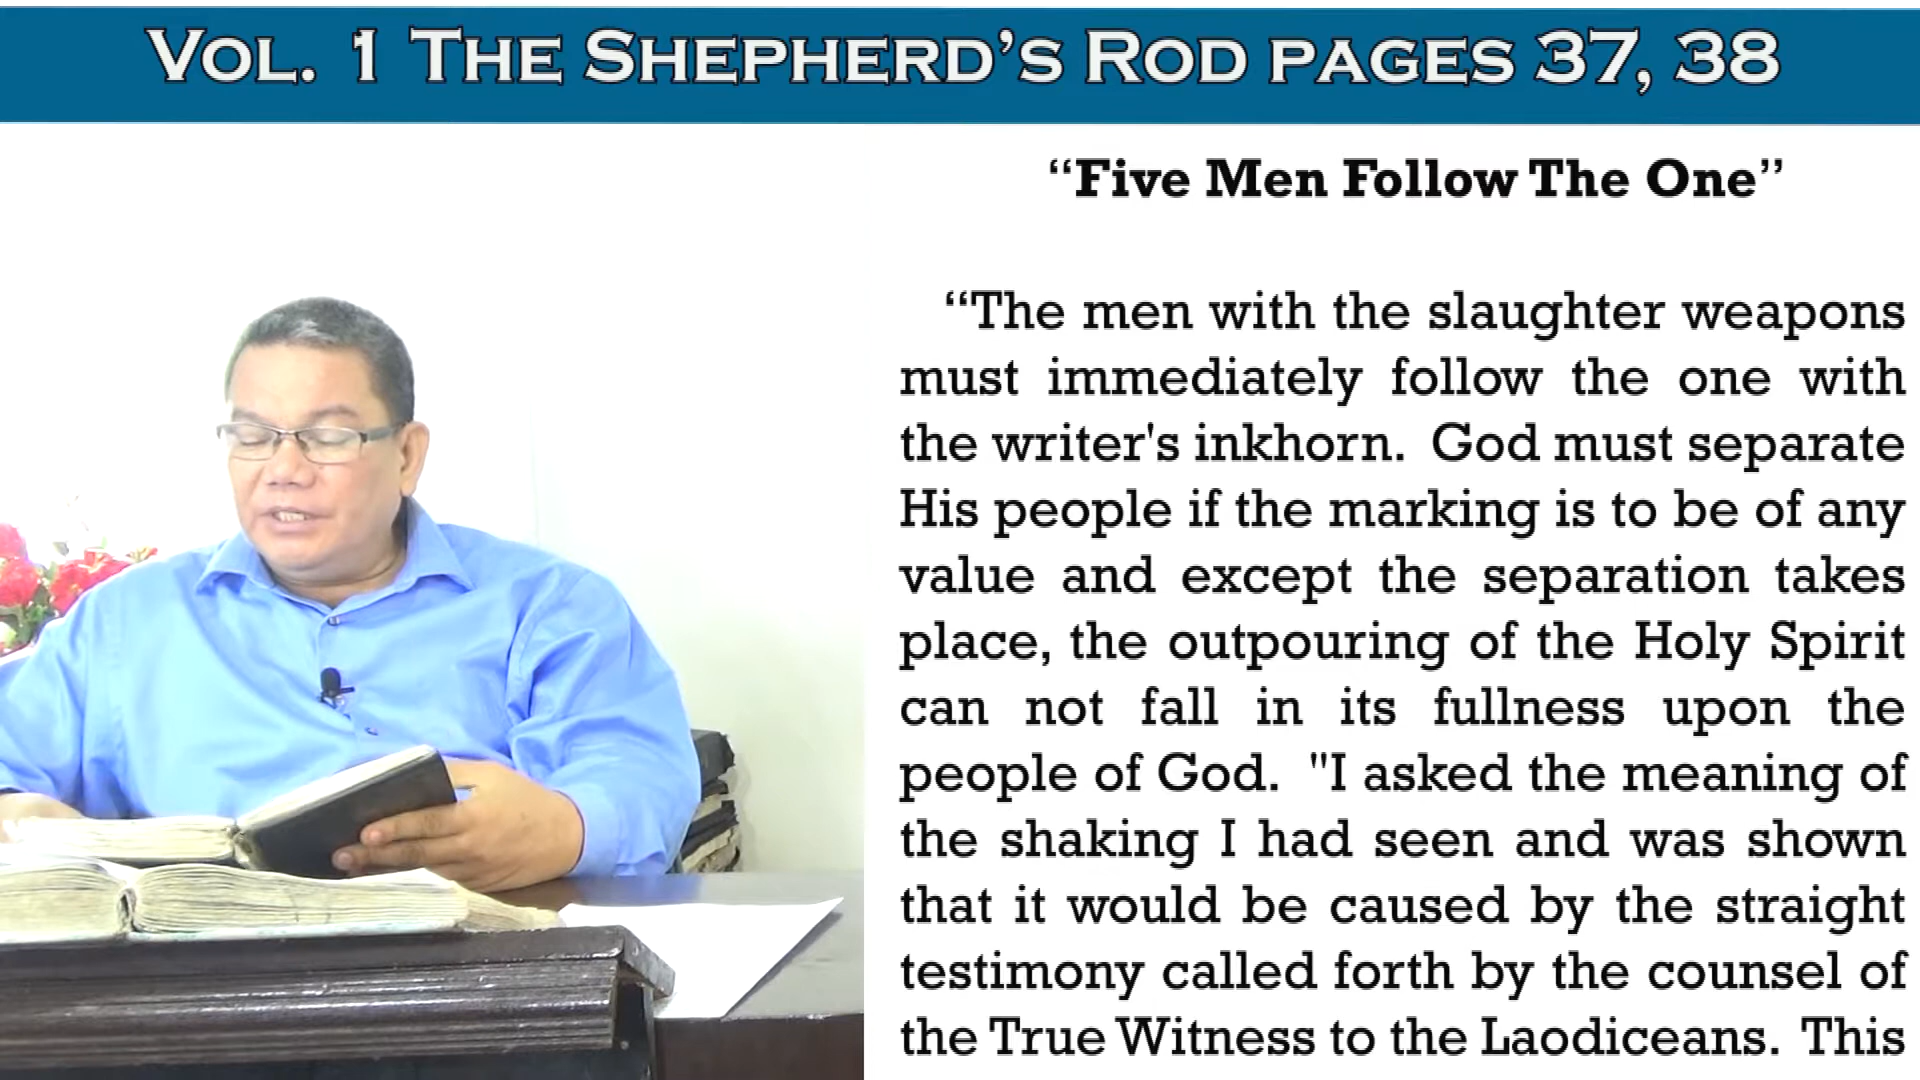 VOL. 1 THE SHEPHERD’S ROD PAGES 37, 38
“Five Men Follow The One”
“The men with the slaughter weapons
must immediately follow the one with
the writer's inkhorn. God must separate
His people if the marking is to be of any
value and except the separation takes
place, the outpouring of the Holy Spirit
can not fall in its fullness upon the
people of God. "I asked the meaning of
the shaking I had seen and was shown
that it would be caused by the straight
testimony called forth by the counsel of
the True Witness to the Laodiceans. This